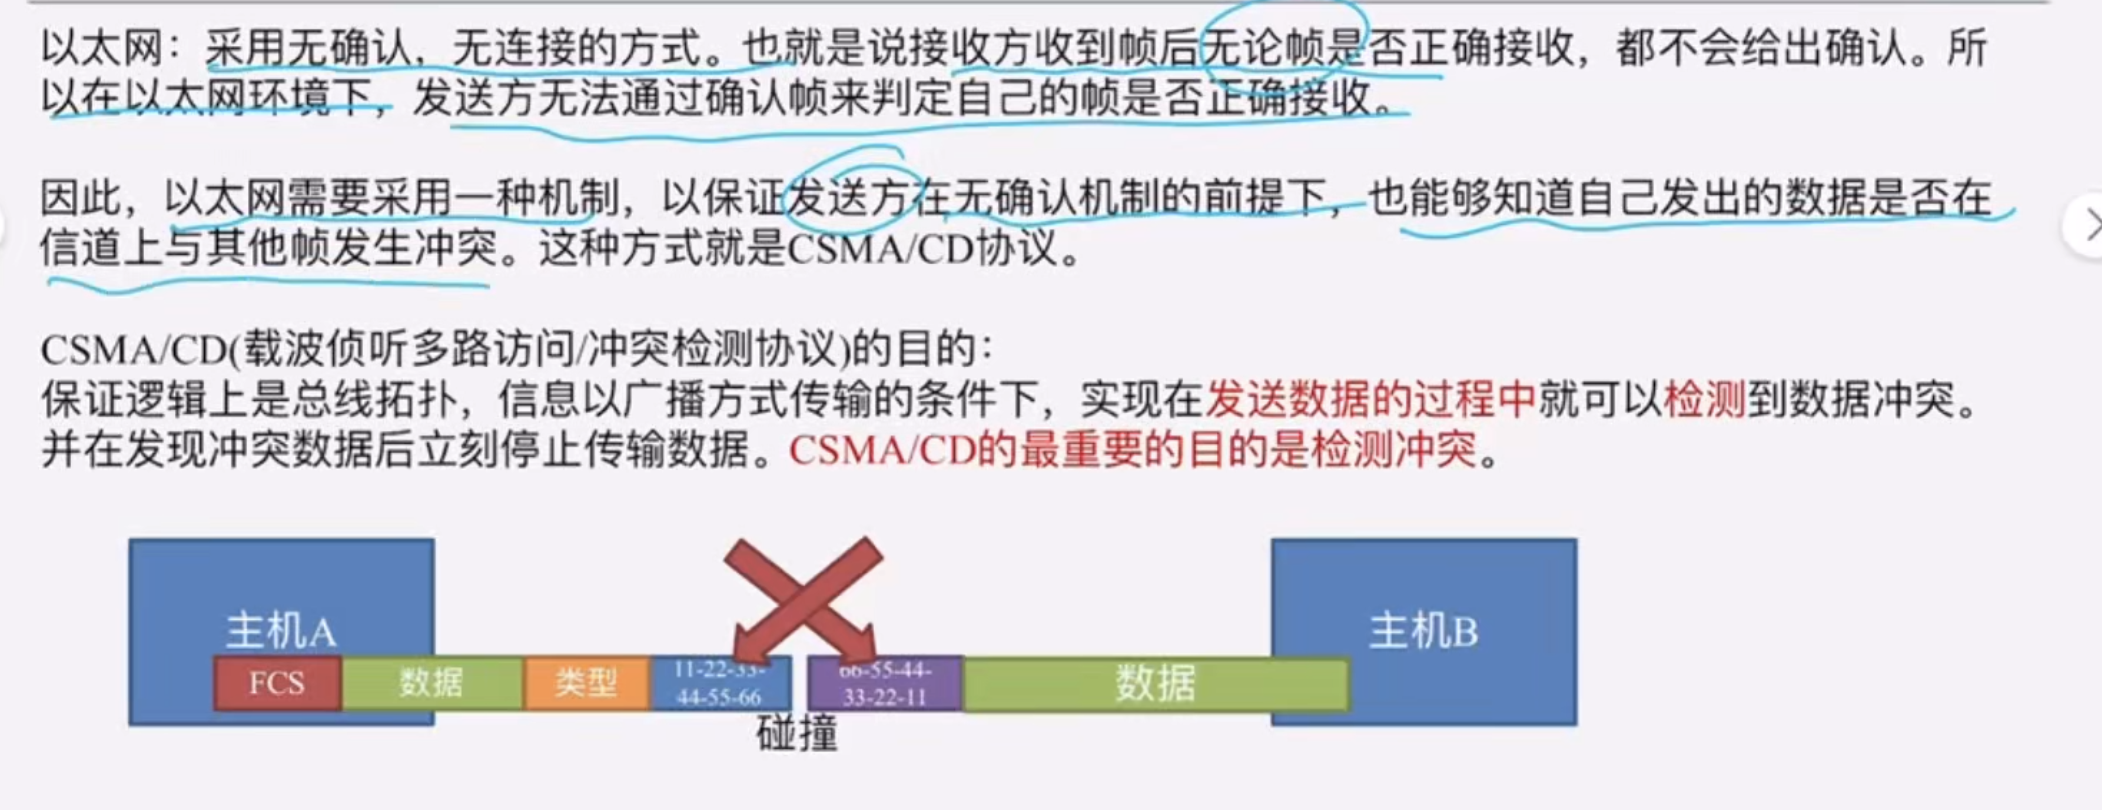 以太网：采用无确认，无连接的方式。也就是说接收方收到帧后无论帧是否正确接收，都不会给出确认。所
以在以太网环境下，发送方无法通过确认帧来判定自己的帧是否正确接收。
因此，以太网需要采用一种机制，以保证发送方在无确认机制的前提下，也能够知道自己发出的数据是否在
信道上与其他帧发生冲突。这种方式就是CSMA/CD协议。
CSMA/CD(载波侦听多路访问/冲突检测协议)的目的：
保证逻辑上是总线拓扑，信息以广播方式传输的条件下，实现在发送数据的过程中就可以检测到数据冲突。
并在发现冲突数据后立刻停止传输数据。CSMA/CD的最重要的目的是检测冲突。
主机A
主机B
FCS
数据
类型
11-22-33-
44-55-66
66-55-44-
33-22-11
数据
碰撞